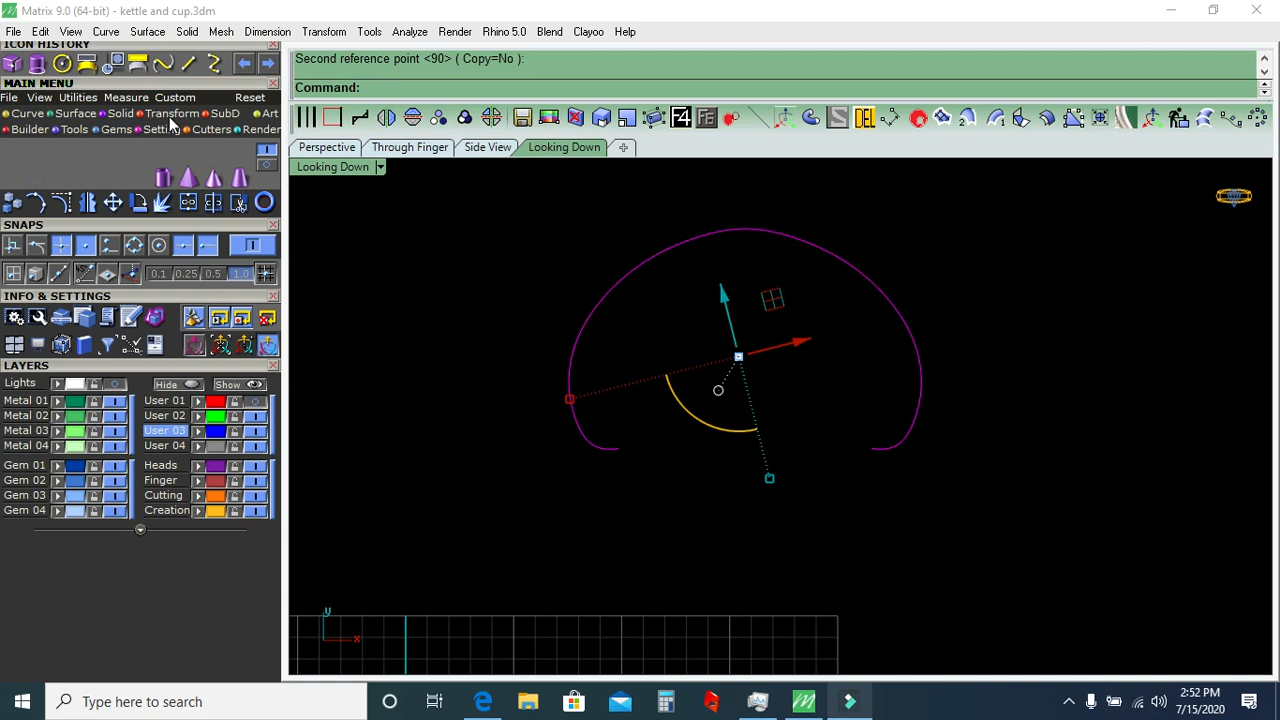 Matrix 9.0 (64-bit) - kettle and cup.3dm
File Edit View Curve Surface Solid Mesh Dimension Transform Tools Analyze Render Rhino 5.0 Blend Clayoo Help
ICON HISTORY
Second reference point <90> ( Copy=No ):
Command:
MAIN MENU
File View Utilities Measure Custom Reset
Curve Surface Solid Transform SubD Art
Builder Tools Gems Settin Cutters Render
F4 F6 DEL
Perspective Through Finger Side View Looking Down
Looking Down
SNAPS
0.1 0.25 0.5 1.0
INFO & SETTINGS
LAYERS
Lights Hide Show
Metal 01 User 01
Metal 02 User 02
Metal 03 User 03
Metal 04 User 04
Gem 01 Heads
Gem 02 Finger
Gem 03 Cutting
Gem 04 Creation
y
x
Type here to search
2:52 PM
7/15/2020